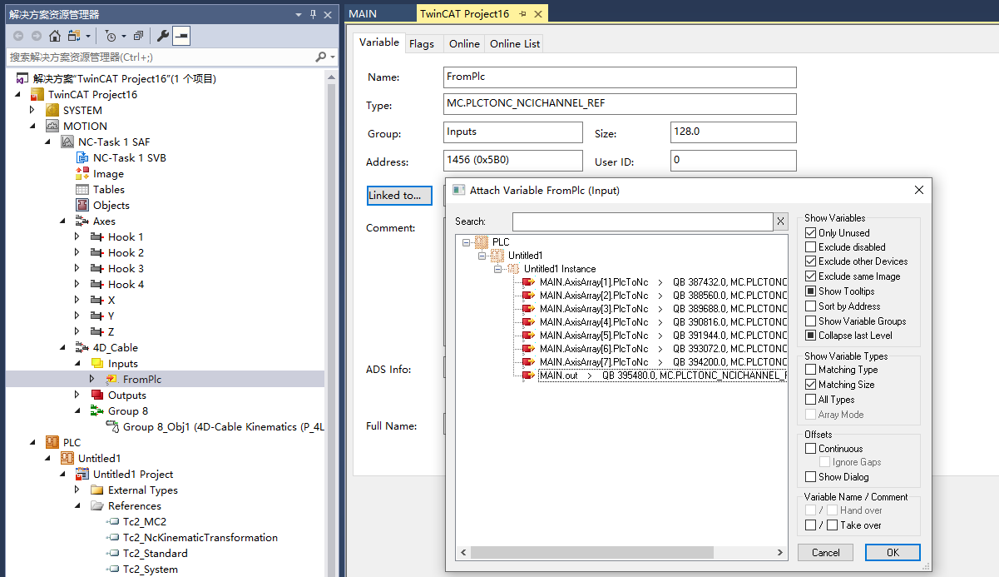 解决方案资源管理器
搜索解决方案资源管理器(Ctrl+;)
解决方案"TwinCAT Project16"(1 个项目)
TwinCAT Project16
SYSTEM
MOTION
NC-Task 1 SAF
NC-Task 1 SVB
Image
Tables
Objects
Axes
Hook 1
Hook 2
Hook 3
Hook 4
X
Y
Z
4D_Cable
Inputs
FromPlc
Outputs
Group 8
Group 8_Obj1 (4D-Cable Kinematics (P_4L
PLC
Untitled1
Untitled1 Project
External Types
References
Tc2_MC2
Tc2_NcKinematicTransformation
Tc2_Standard
Tc2_System
MAIN
TwinCAT Project16
Variable
Flags
Online
Online List
Name:
FromPlc
Type:
MC.PLCTONC_NCICHANNEL_REF
Group:
Inputs
Size:
128.0
Address:
1456 (0x5B0)
User ID:
0
Linked to...
Comment:
ADS Info:
Full Name:
Attach Variable FromPlc (Input)
Search:
X
PLC
Untitled1
Untitled1 Instance
MAIN.AxisArray[1].PlcToNc > QB 387432.0, MC.PLCTONC
MAIN.AxisArray[2].PlcToNc > QB 388560.0, MC.PLCTONC
MAIN.AxisArray[3].PlcToNc > QB 389688.0, MC.PLCTONC
MAIN.AxisArray[4].PlcToNc > QB 390816.0, MC.PLCTONC
MAIN.AxisArray[5].PlcToNc > QB 391944.0, MC.PLCTONC
MAIN.AxisArray[6].PlcToNc > QB 393072.0, MC.PLCTONC
MAIN.AxisArray[7].PlcToNc > QB 394200.0, MC.PLCTONC
MAIN.out > QB 395480.0, MC.PLCTONC_NCICHANNEL_F
Show Variables
Only Unused
Exclude disabled
Exclude other Devices
Exclude same Image
Show Tooltips
Sort by Address
Show Variable Groups
Collapse last Level
Show Variable Types
Matching Type
Matching Size
All Types
Array Mode
Offsets
Continuous
Ignore Gaps
Show Dialog
Variable Name / Comment
/ Hand over
/ Take over
Cancel
OK